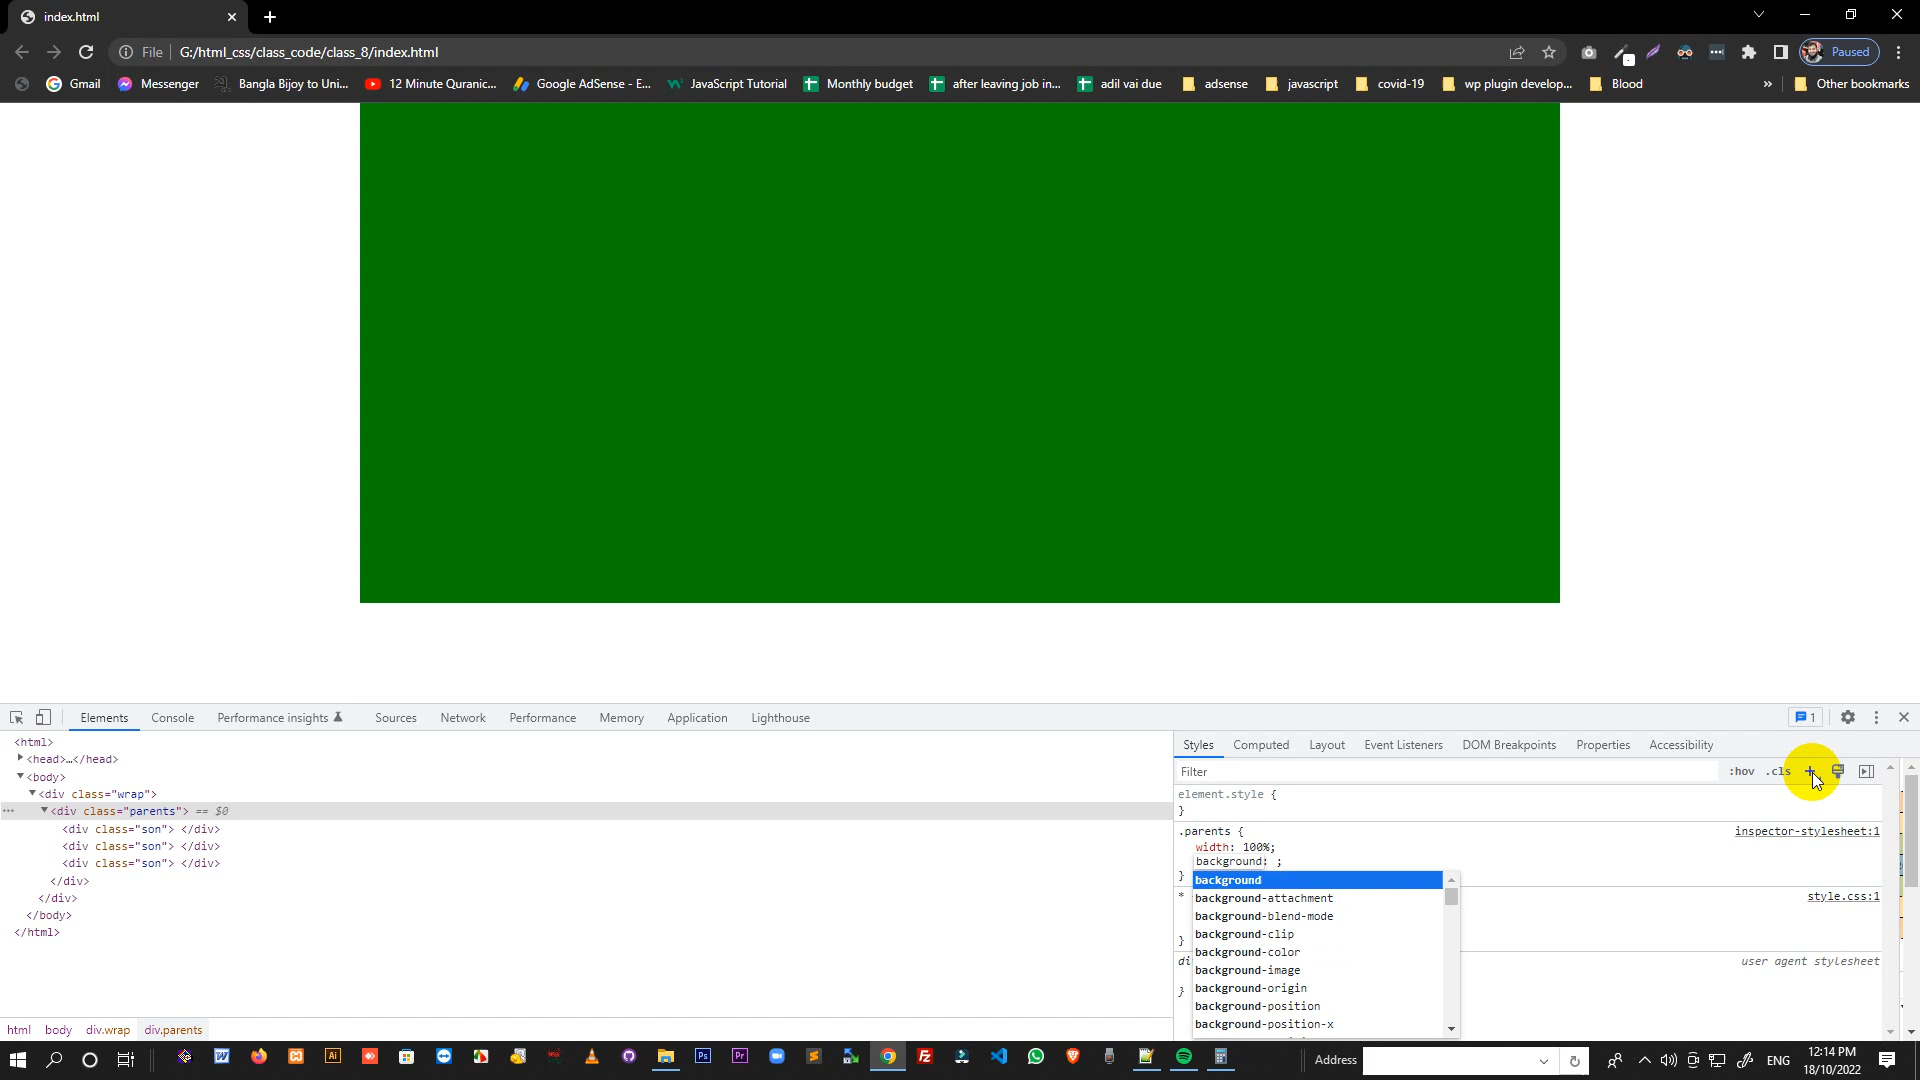 index.html
File G:/html_css/class_code/class_8/index.html Paused
Gmail Messenger Bangla Bijoy to Uni... 12 Minute Quranic... Google AdSense - E... JavaScript Tutorial Monthly budget after leaving job in... adil vai due adsense javascript covid-19 wp plugin develop... Blood » Other bookmarks
Elements Console Performance insights Sources Network Performance Memory Application Lighthouse 1
<html>
<head>…</head>
<body>
<div class="wrap">
<div class="parents"> == $0
<div class="son"> </div>
<div class="son"> </div>
<div class="son"> </div>
</div>
</div>
</body>
</html>
html body div.wrap div.parents
Styles Computed Layout Event Listeners DOM Breakpoints Properties Accessibility
Filter :hov .cls +
element.style {
}
.parents { inspector-stylesheet:1
width: 100%;
background: ;
}
background
background-attachment
background-blend-mode
background-clip
background-color
background-image
background-origin
background-position
background-position-x
* style.css:1
}
di user agent stylesheet
}
Address ENG 12:14 PM
18/10/2022